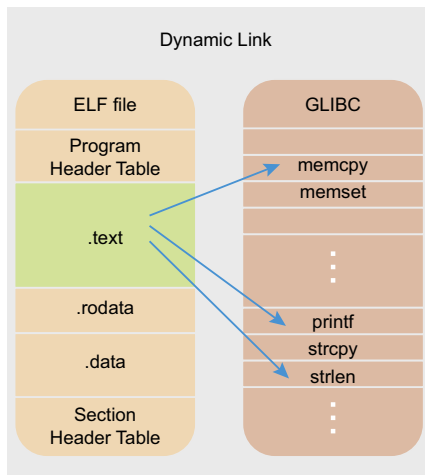 Dynamic Link
ELF file
Program
Header Table
.text
.rodata
.data
Section
Header Table
GLIBC
memcpy
memset
printf
strcpy
strlen